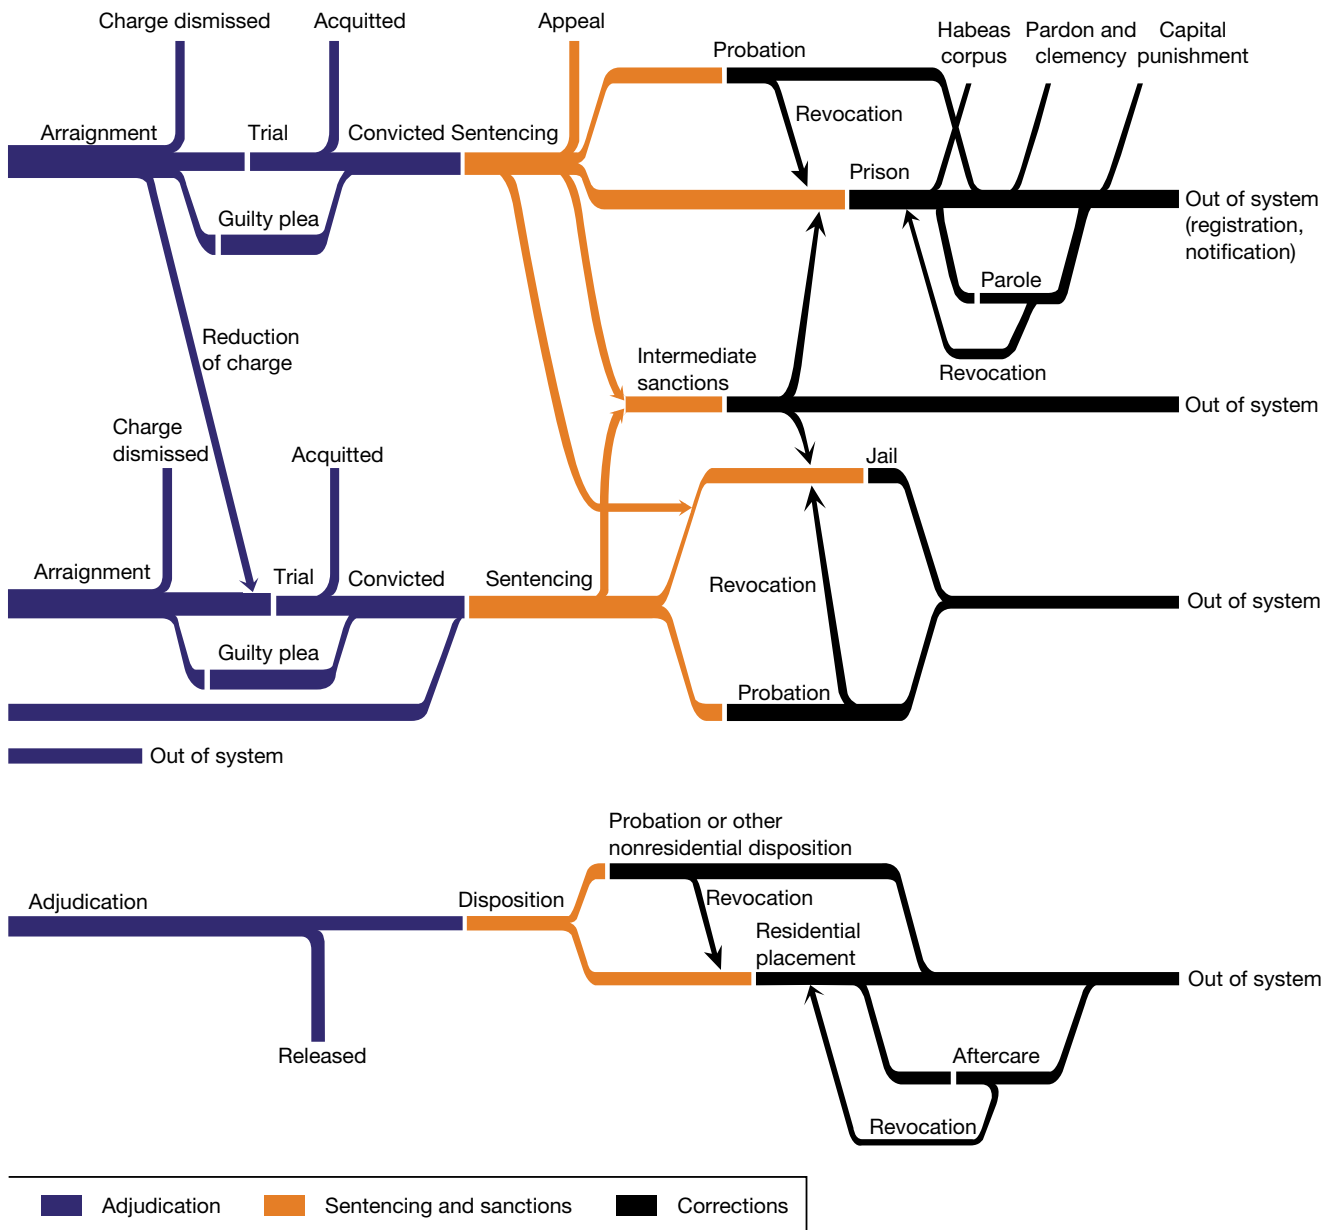 Charge dismissed
Acquitted
Appeal
Probation
Habeas
corpus
Pardon and
clemency
Capital
punishment
Revocation
Arraignment
Trial
Convicted
Sentencing
Prison
Guilty plea
Out of system
(registration,
notification)
Parole
Reduction
of charge
Intermediate
sanctions
Revocation
Out of system
Charge
dismissed
Acquitted
Jail
Arraignment
Trial
Convicted
Sentencing
Revocation
Out of system
Guilty plea
Probation
Out of system
Probation or other
nonresidential disposition
Adjudication
Disposition
Revocation
Residential
placement
Out of system
Released
Aftercare
Revocation
Adjudication
Sentencing and sanctions
Corrections